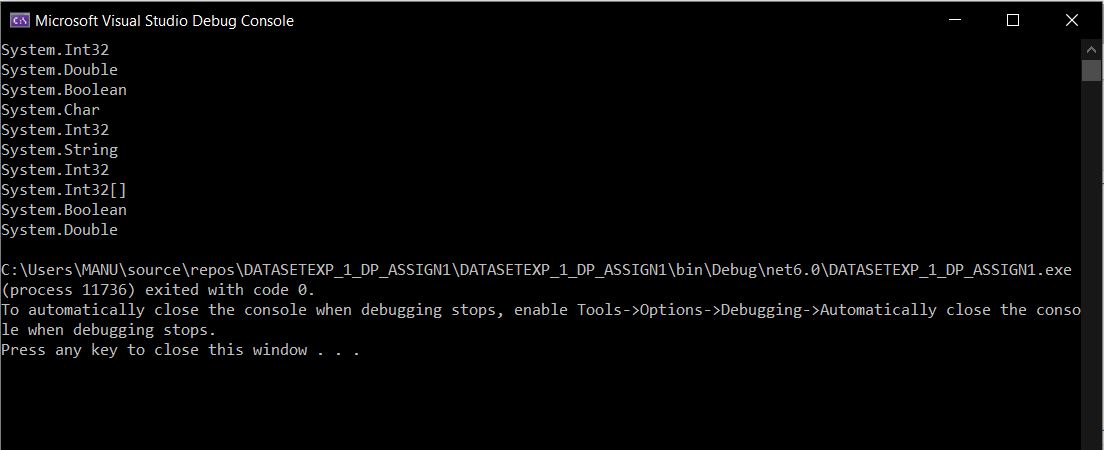 Microsoft Visual Studio Debug Console
System.Int32
System.Double
System.Boolean
System.Char
System.Int32
System.String
System.Int32
System.Int32[]
System.Boolean
System.Double
C:\Users\MANU\source\repos\DATASETEXP_1_DP_ASSIGN1\DATASETEXP_1_DP_ASSIGN1\bin\Debug\net6.0\DATASETEXP_1_DP_ASSIGN1.exe
(process 11736) exited with code 0.
To automatically close the console when debugging stops, enable Tools->Options->Debugging->Automatically close the conso
le when debugging stops.
Press any key to close this window . . .